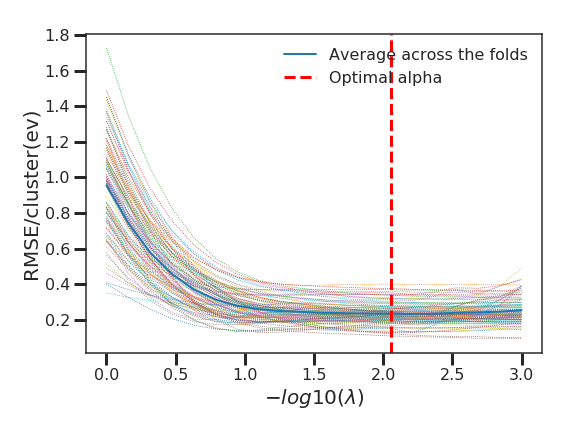 1.8
1.6
1.4
1.2
1.0
0.8
0.6
0.4
0.2
RMSE/cluster(ev)
Average across the folds
Optimal alpha
0.0 0.5 1.0 1.5 2.0 2.5 3.0
−log10(λ)